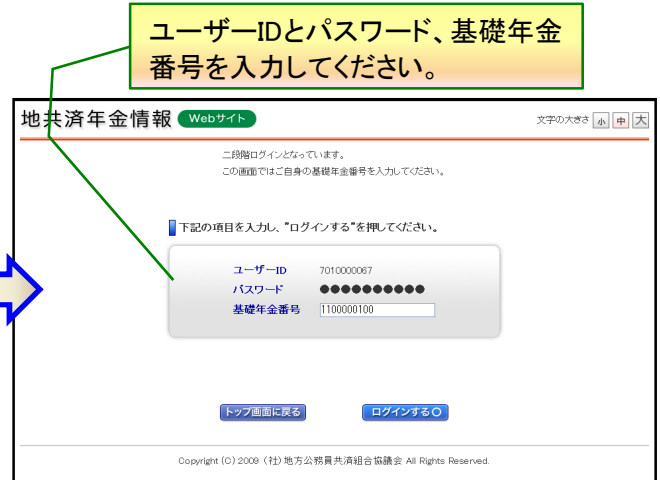 ユーザーIDとパスワード、基礎年金
番号を入力してください。
地共済年金情報 Webサイト
文字の大きさ 小 中 大
二段階ログインとなっています。
この画面ではご自身の基礎年金番号を入力してください。
下記の項目を入力し、"ログインする"を押してください。
ユーザーID 7010000067
パスワード ●●●●●●●●●●
基礎年金番号 1100000100
トップ画面に戻る ログインする
Copyright (C) 2009 (社)地方公務員共済組合協議会 All Rights Reserved.